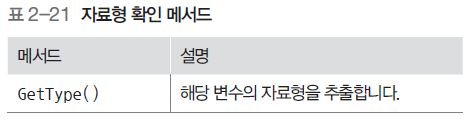 표 2-21 자료형 확인 메서드
메서드 설명
GetType() 해당 변수의 자료형을 추출합니다.